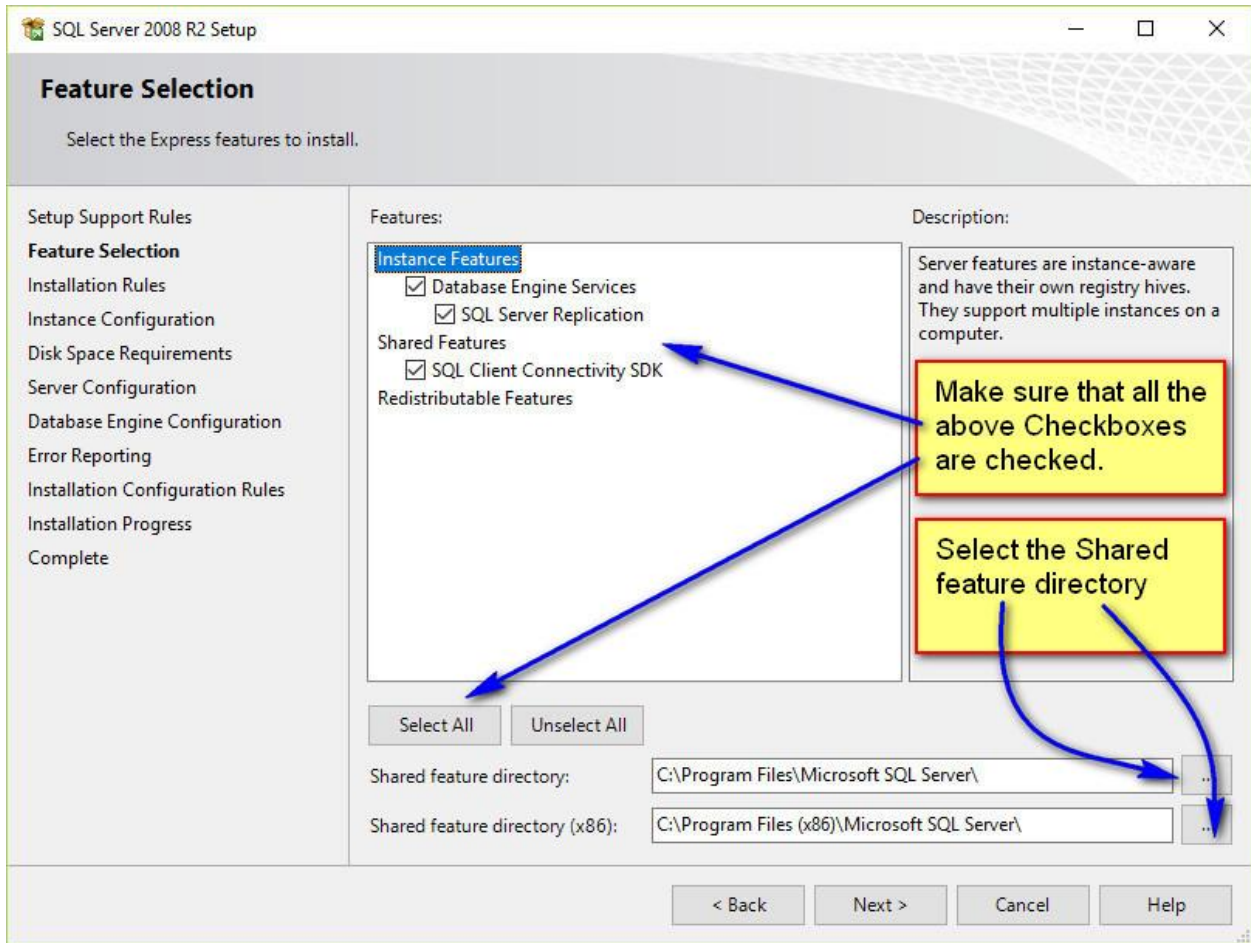 SQL Server 2008 R2 Setup
Feature Selection
Select the Express features to install.
Setup Support Rules
Feature Selection
Installation Rules
Instance Configuration
Disk Space Requirements
Server Configuration
Database Engine Configuration
Error Reporting
Installation Configuration Rules
Installation Progress
Complete
Features:
Instance Features
Database Engine Services
SQL Server Replication
Shared Features
SQL Client Connectivity SDK
Redistributable Features
Description:
Server features are instance-aware
and have their own registry hives.
They support multiple instances on a
computer.
Make sure that all the
above Checkboxes
are checked.
Select the Shared
feature directory
Select All
Unselect All
Shared feature directory:
C:\Program Files\Microsoft SQL Server\
...
Shared feature directory (x86):
C:\Program Files (x86)\Microsoft SQL Server\
...
< Back
Next >
Cancel
Help